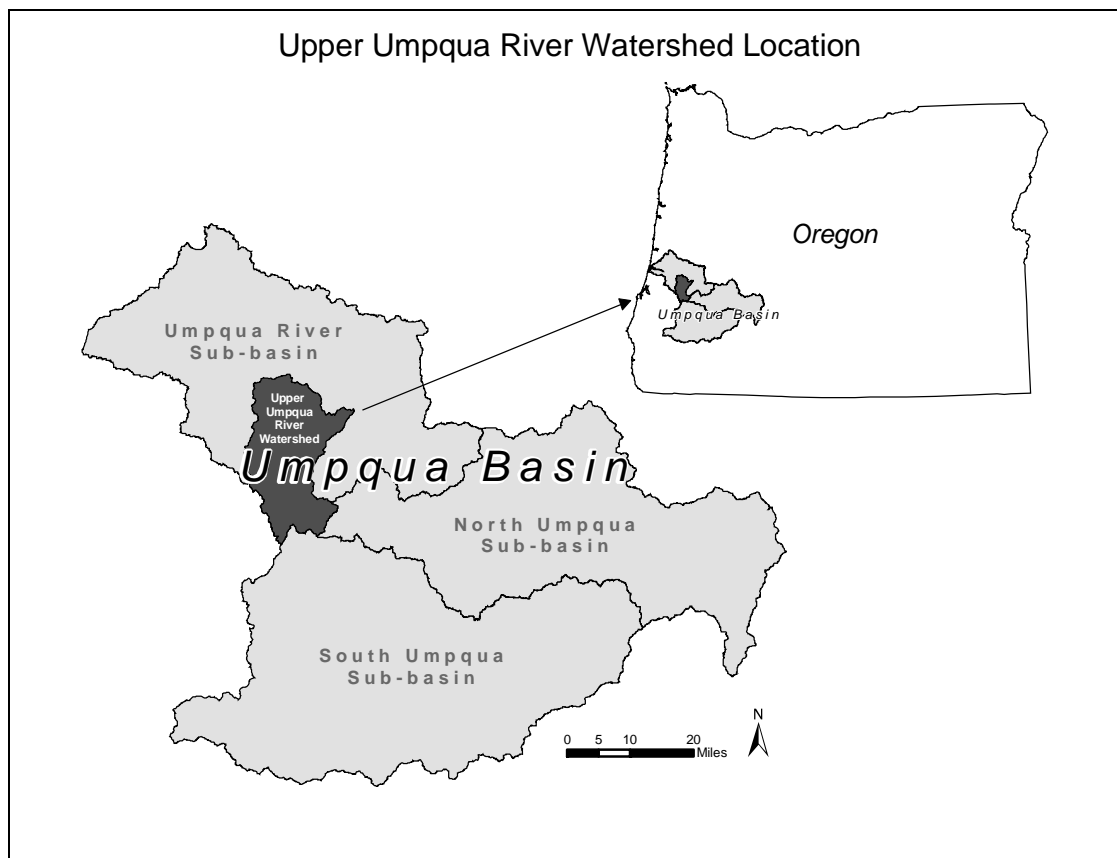 Upper Umpqua River Watershed Location
Oregon
Umpqua Basin
Umpqua River
Sub-basin
Upper
Umpqua
River
Watershed
Umpqua Basin
North Umpqua
Sub-basin
South Umpqua
Sub-basin
N
0 5 10 20
Miles